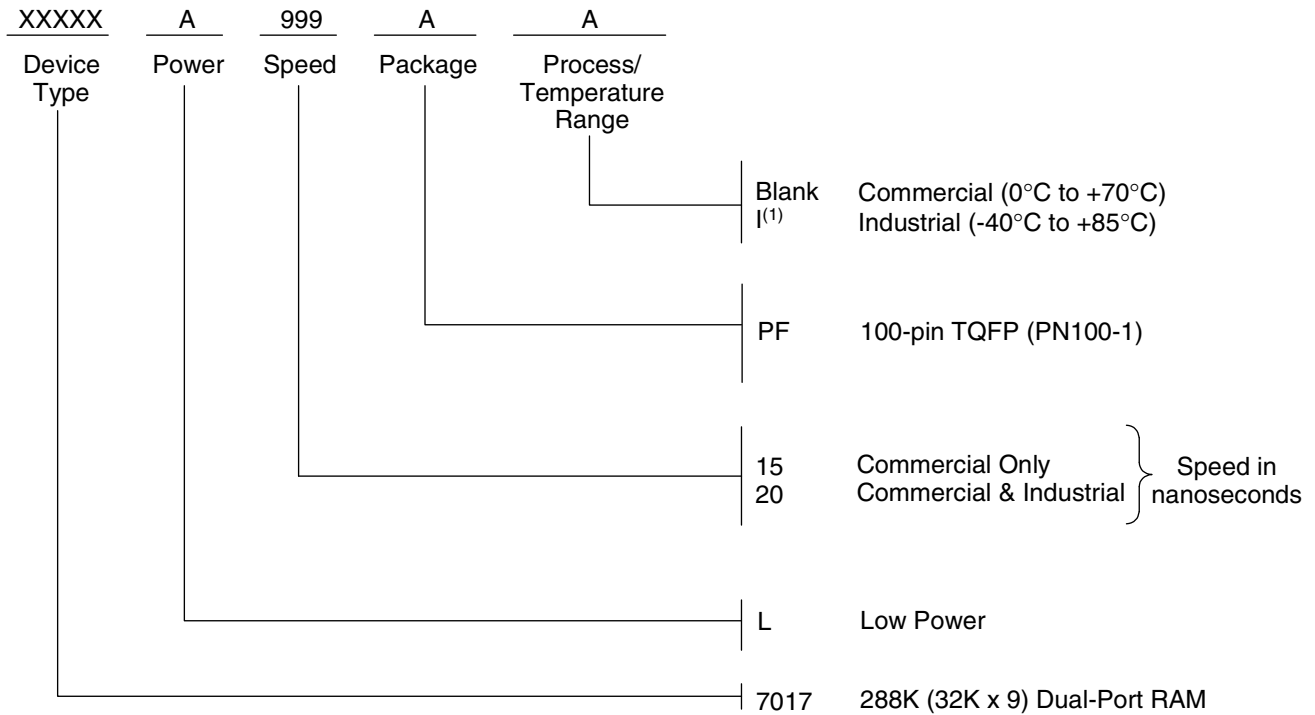 XXXXX A 999 A A
Device Type Power Speed Package Process/ Temperature Range
Blank Commercial (0°C to +70°C)
I(1) Industrial (-40°C to +85°C)
PF 100-pin TQFP (PN100-1)
15 Commercial Only
20 Commercial & Industrial
Speed in
nanoseconds
L Low Power
7017 288K (32K x 9) Dual-Port RAM